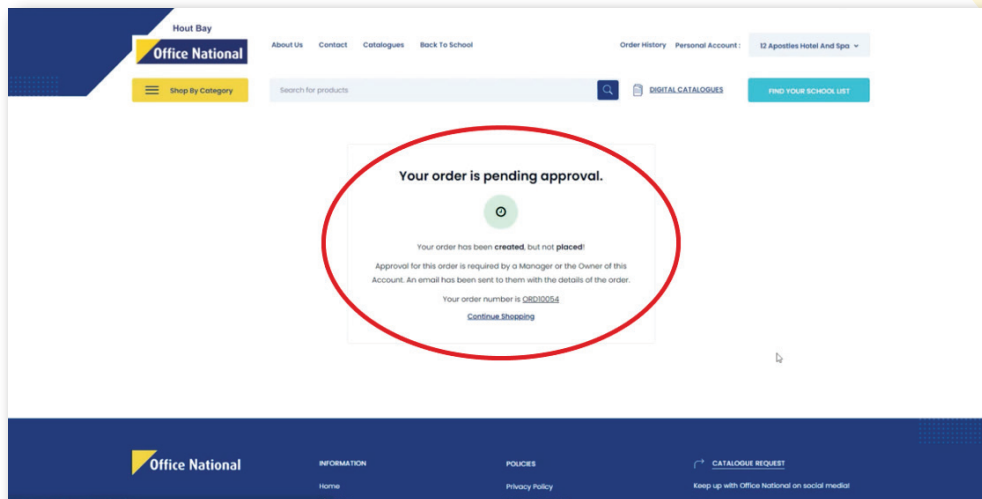 Hout Bay
Office National
About Us Contact Catalogues Back To School
Order History Personal Account: 12 Apostles Hotel And Spa
Shop By Category
Search for products
DIGITAL CATALOGUES
FIND YOUR SCHOOL LIST
Your order is pending approval.
Your order has been created, but not placed!
Approval for this order is required by a Manager or the Owner of this
Account. An email has been sent to them with the details of the order.
Your order number is ORD10054
Continue Shopping
Office National
INFORMATION
Home
POLICIES
Privacy Policy
CATALOGUE REQUEST
Keep up with Office National on social media!